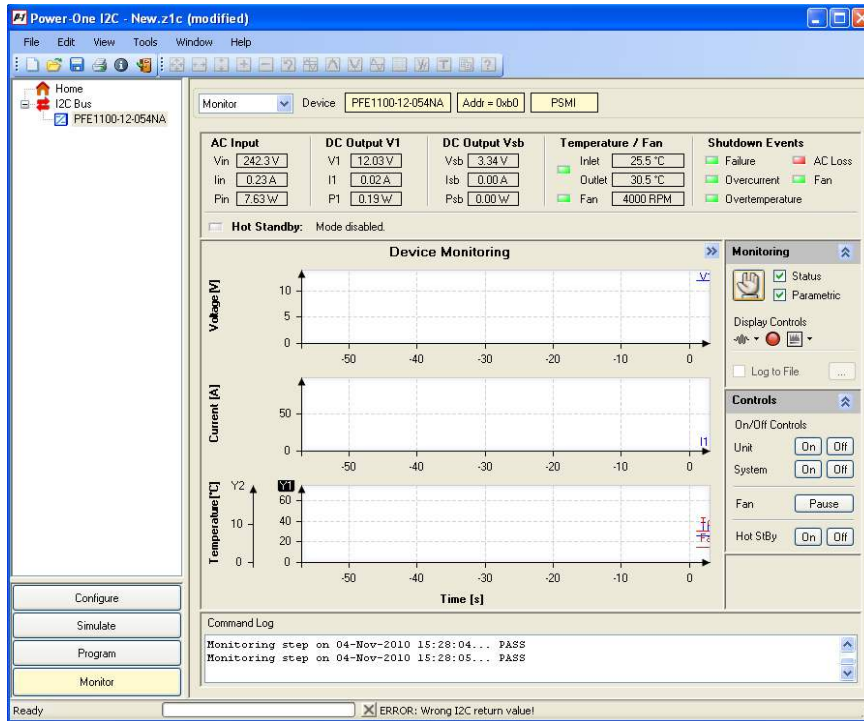 Power-One I2C - New.z1c (modified)
File Edit View Tools Window Help
Home
I2C Bus
PFE1100-12-054NA
Monitor Device PFE1100-12-054NA Addr = 0xb0 PSMI
AC Input DC Output V1 DC Output Vsb Temperature / Fan Shutdown Events
Vin 242.3 V V1 12.03 V Vsb 3.34 V Inlet 25.5 °C Failure AC Loss
Iin 0.23 A I1 0.02 A Isb 0.00 A Outlet 30.5 °C Overcurrent Fan
Pin 7.63 W P1 0.19 W Psb 0.00 W Fan 4000 RPM Overtemperature
Hot Standby: Mode disabled.
Device Monitoring
Voltage [V]
10
5
0
-50 -40 -30 -20 -10 0
V1
Current [A]
50
0
-50 -40 -30 -20 -10 0
I1
Temperature [°C]
Y2 Y1
60
10 40
20
0 0
-50 -40 -30 -20 -10 0
Time [s]
Monitoring
Status
Parametric
Display Controls
Log to File ...
Controls
On/Off Controls
Unit On Off
System On Off
Fan Pause
Hot StBy On Off
Configure
Simulate
Program
Monitor
Command Log
Monitoring step on 04-Nov-2010 15:28:04... PASS
Monitoring step on 04-Nov-2010 15:28:05... PASS
Ready ERROR: Wrong I2C return value!